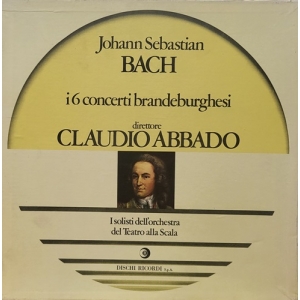 Johann Sebastian
BACH
i 6 concerti brandeburghesi
direttore
CLAUDIO ABBADO
I solisti dell'orchestra
del Teatro alla Scala
DISCHI RICORDI S.p.A.